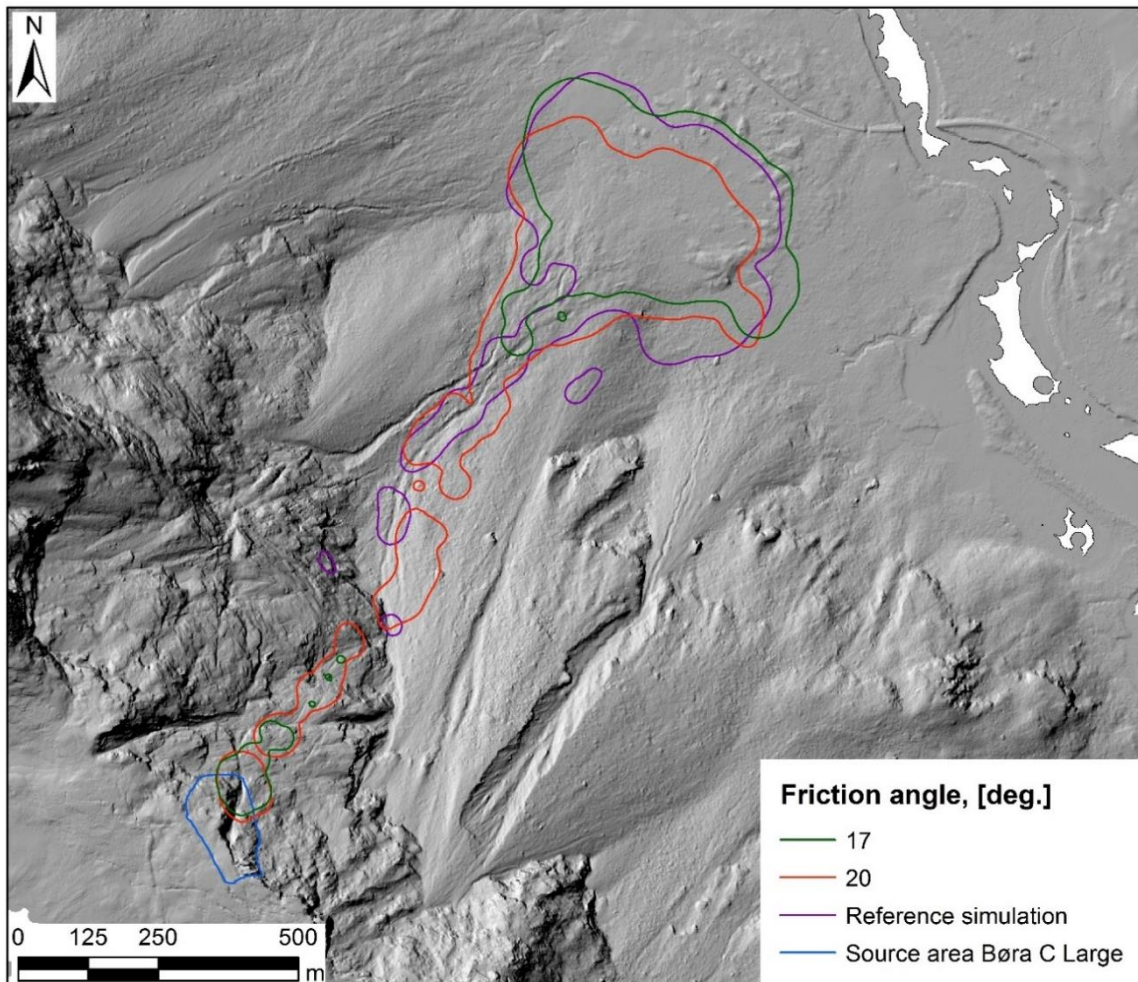 N
Friction angle, [deg.]
17
20
Reference simulation
Source area Børa C Large
0 125 250 500
m